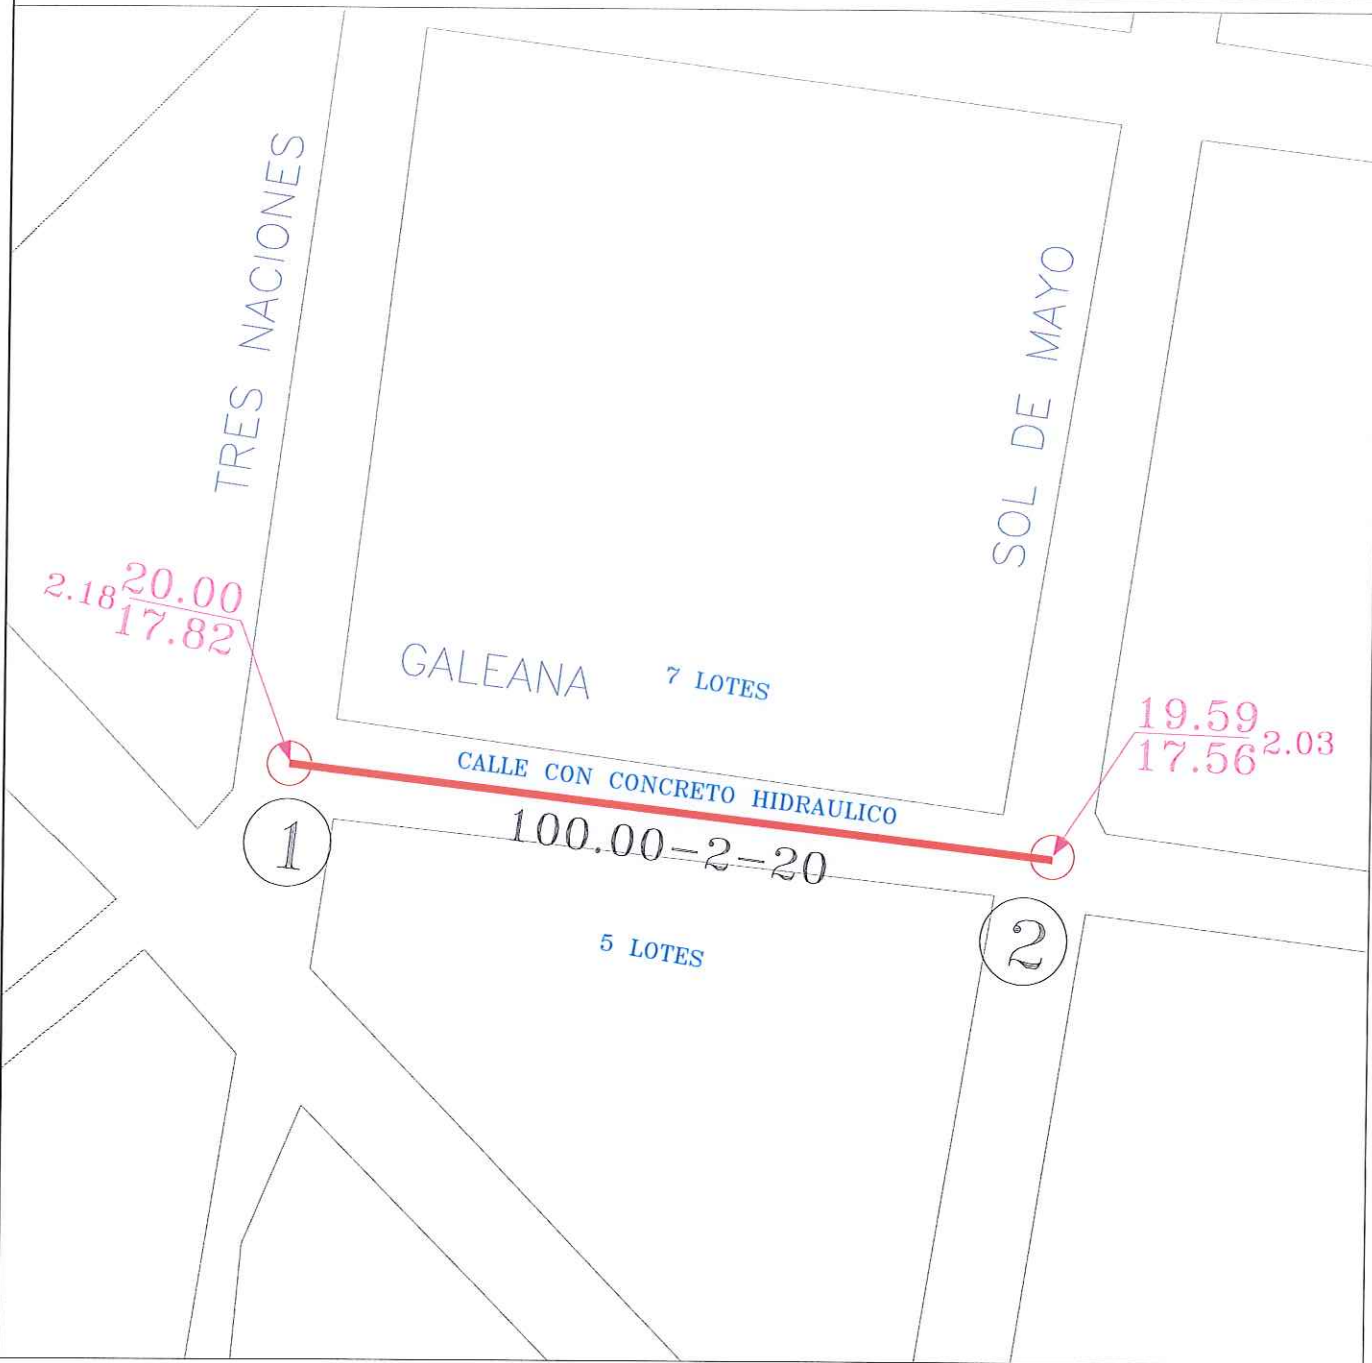 TRES NACIONES
SOL DE MAYO
2.18
20.00
17.82
GALEANA
7 LOTES
19.59
17.56
2.03
CALLE CON CONCRETO HIDRAULICO
100.00-2-20
1
2
5 LOTES